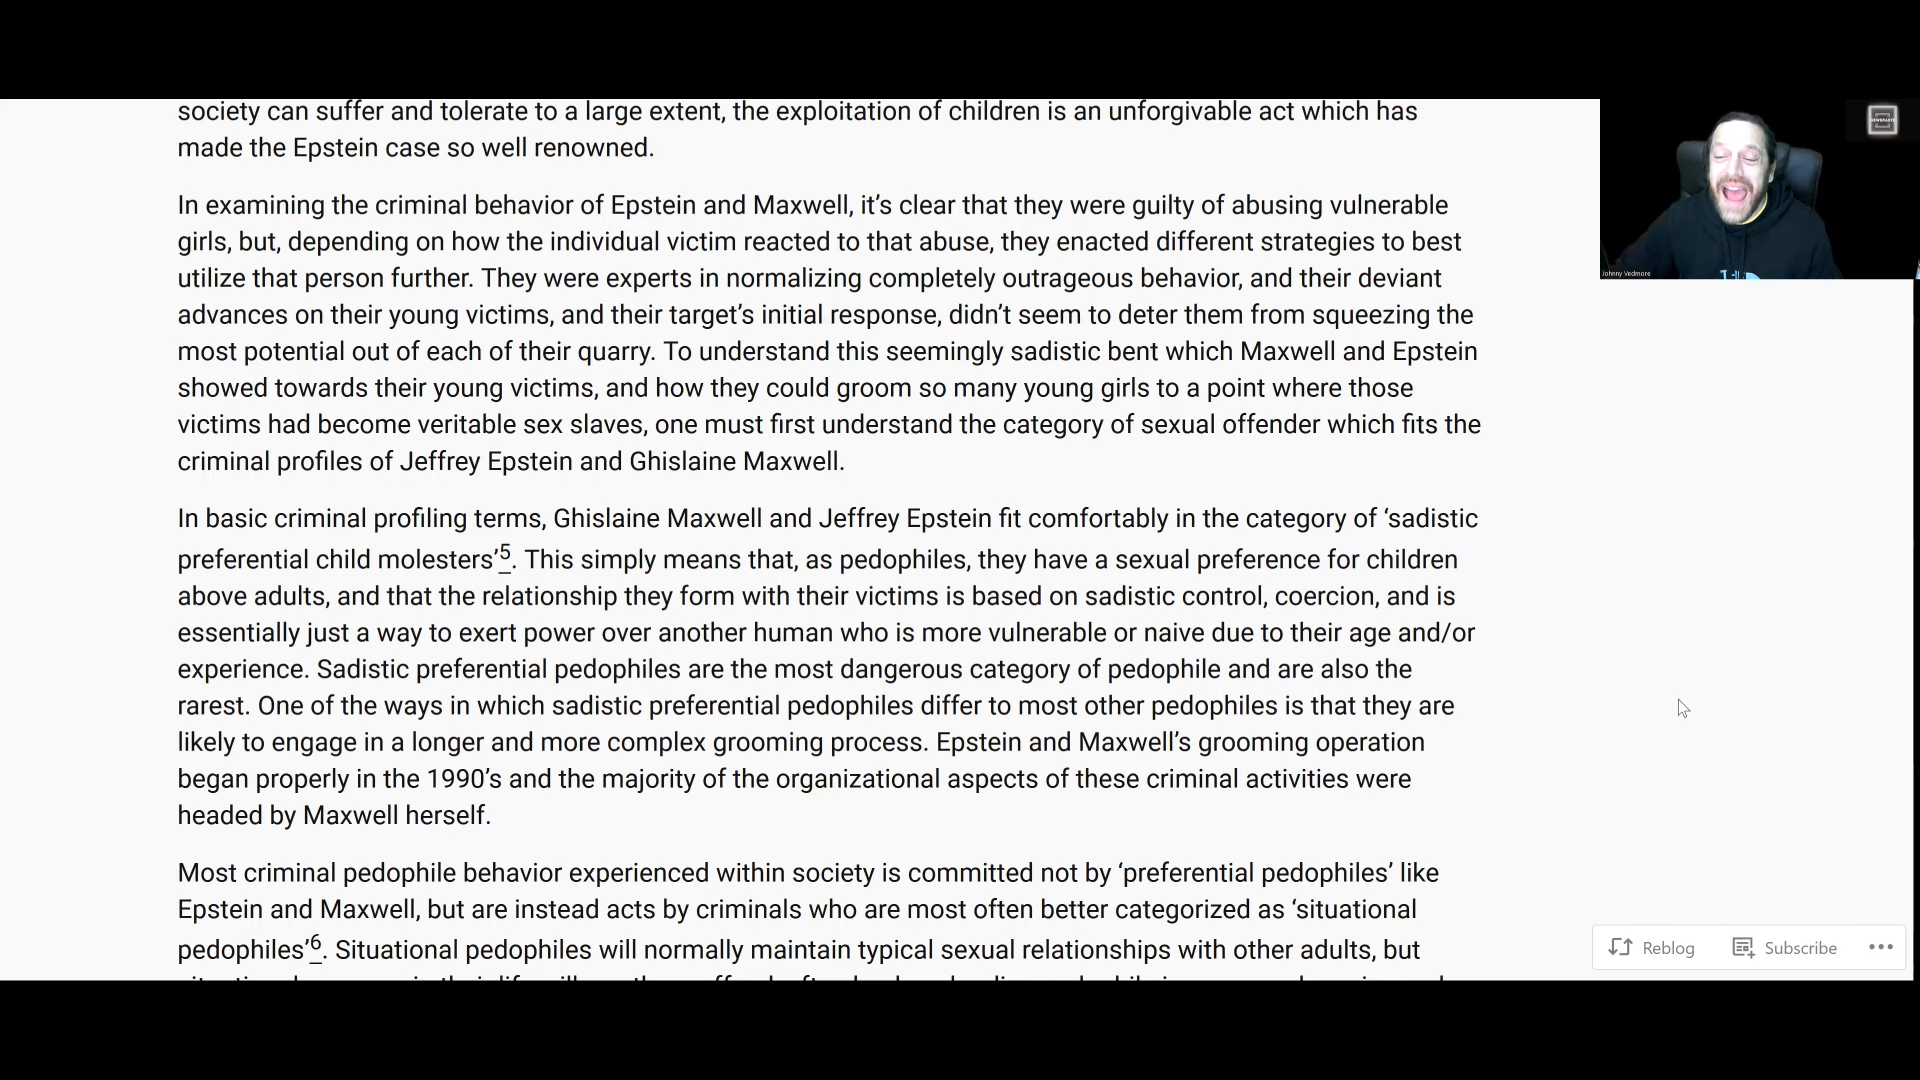 society can suffer and tolerate to a large extent, the exploitation of children is an unforgivable act which has
made the Epstein case so well renowned.
In examining the criminal behavior of Epstein and Maxwell, it’s clear that they were guilty of abusing vulnerable
girls, but, depending on how the individual victim reacted to that abuse, they enacted different strategies to best
utilize that person further. They were experts in normalizing completely outrageous behavior, and their deviant
advances on their young victims, and their target’s initial response, didn’t seem to deter them from squeezing the
most potential out of each of their quarry. To understand this seemingly sadistic bent which Maxwell and Epstein
showed towards their young victims, and how they could groom so many young girls to a point where those
victims had become veritable sex slaves, one must first understand the category of sexual offender which fits the
criminal profiles of Jeffrey Epstein and Ghislaine Maxwell.
In basic criminal profiling terms, Ghislaine Maxwell and Jeffrey Epstein fit comfortably in the category of ‘sadistic
preferential child molesters’5. This simply means that, as pedophiles, they have a sexual preference for children
above adults, and that the relationship they form with their victims is based on sadistic control, coercion, and is
essentially just a way to exert power over another human who is more vulnerable or naive due to their age and/or
experience. Sadistic preferential pedophiles are the most dangerous category of pedophile and are also the
rarest. One of the ways in which sadistic preferential pedophiles differ to most other pedophiles is that they are
likely to engage in a longer and more complex grooming process. Epstein and Maxwell’s grooming operation
began properly in the 1990’s and the majority of the organizational aspects of these criminal activities were
headed by Maxwell herself.
Most criminal pedophile behavior experienced within society is committed not by ‘preferential pedophiles’ like
Epstein and Maxwell, but are instead acts by criminals who are most often better categorized as ‘situational
pedophiles’6. Situational pedophiles will normally maintain typical sexual relationships with other adults, but
Johnny Vedmore
Reblog
Subscribe